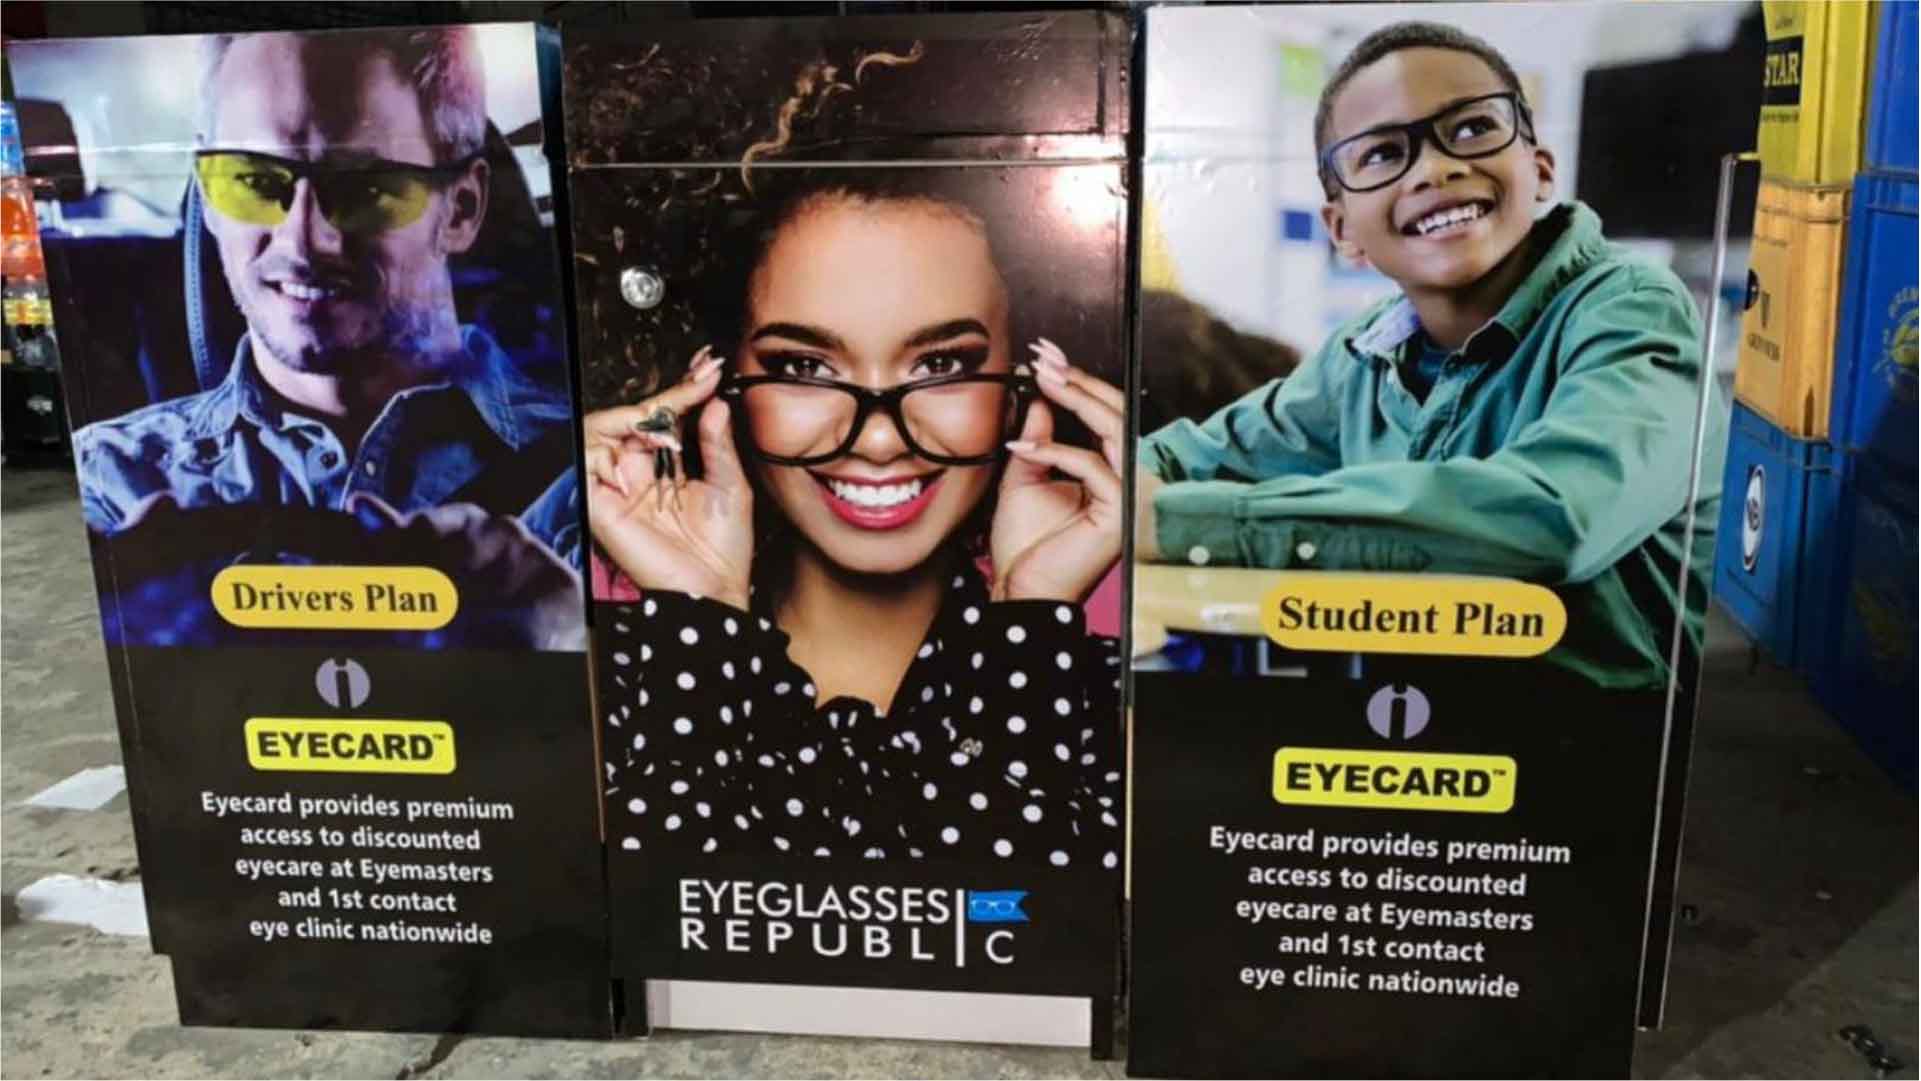 Drivers Plan
EYECARD™
Eyecard provides premium
access to discounted
eyecare at Eyemasters
and 1st contact
eye clinic nationwide
EYEGLASSES
REPUBLIC
Student Plan
EYECARD™
Eyecard provides premium
access to discounted
eyecare at Eyemasters
and 1st contact
eye clinic nationwide
STAR